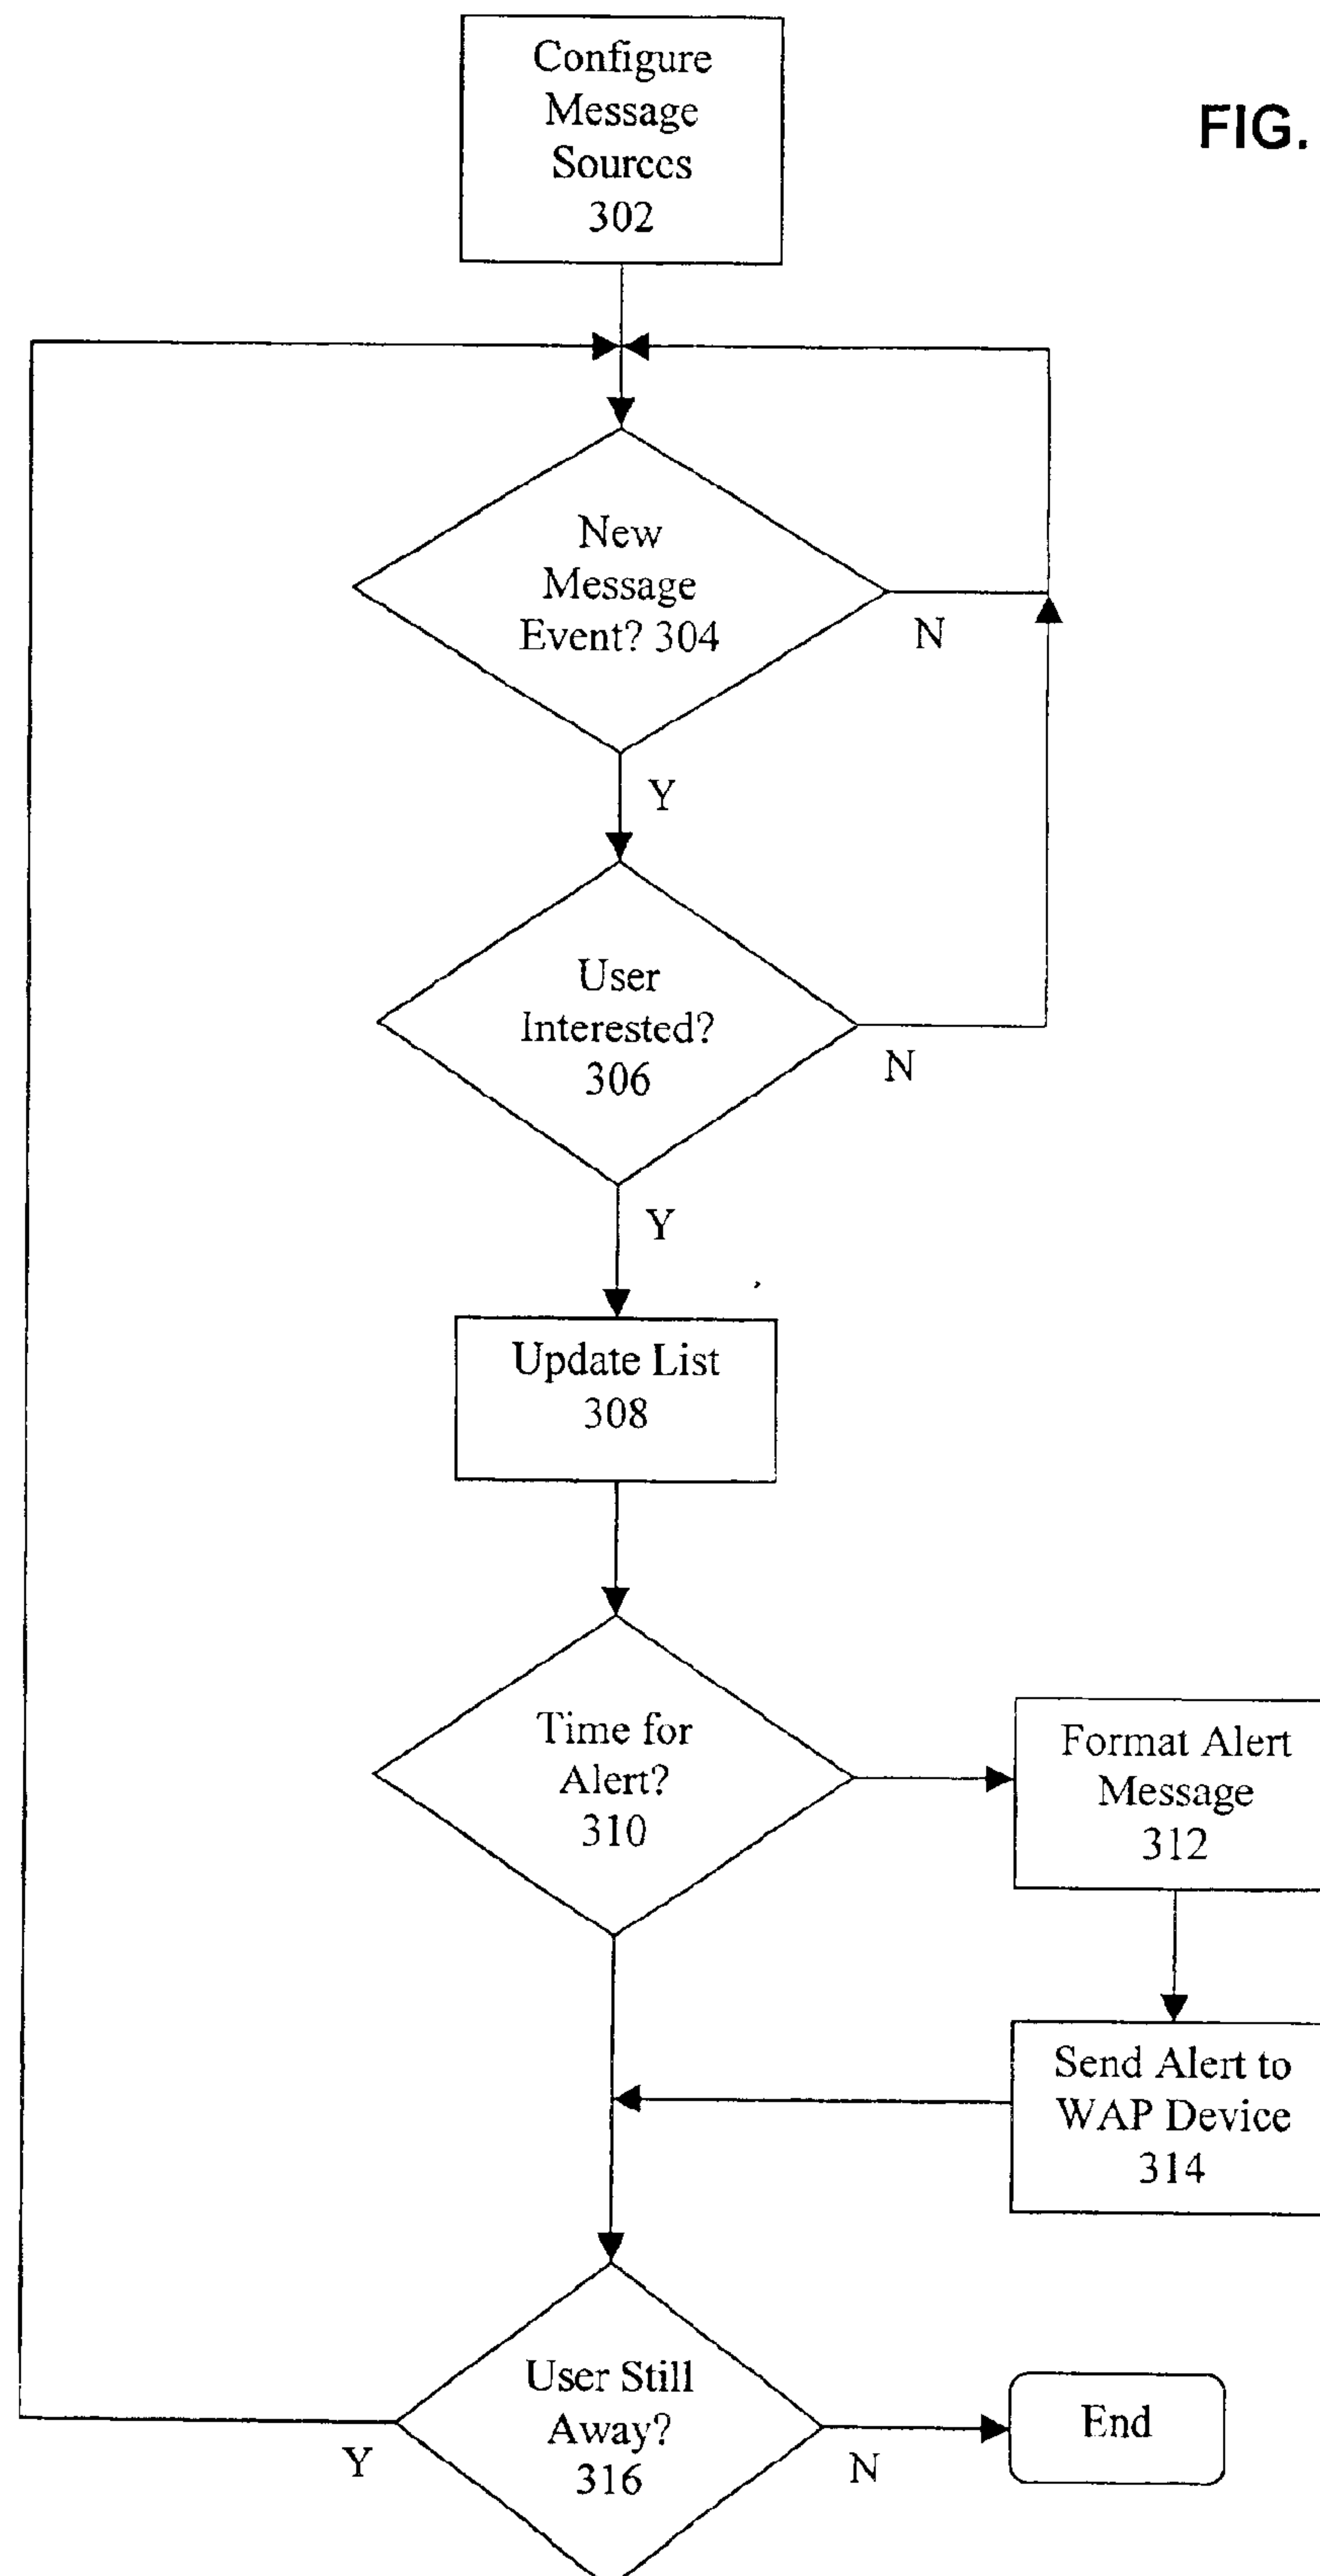 Configure
Message
Sources
302
FIG.
New
Message
Event? 304
N
Y
User
Interested?
306
N
Y
Update List
308
Time for
Alert?
310
Format Alert
Message
312
Send Alert to
WAP Device
314
User Still
Away?
316
Y
N
End